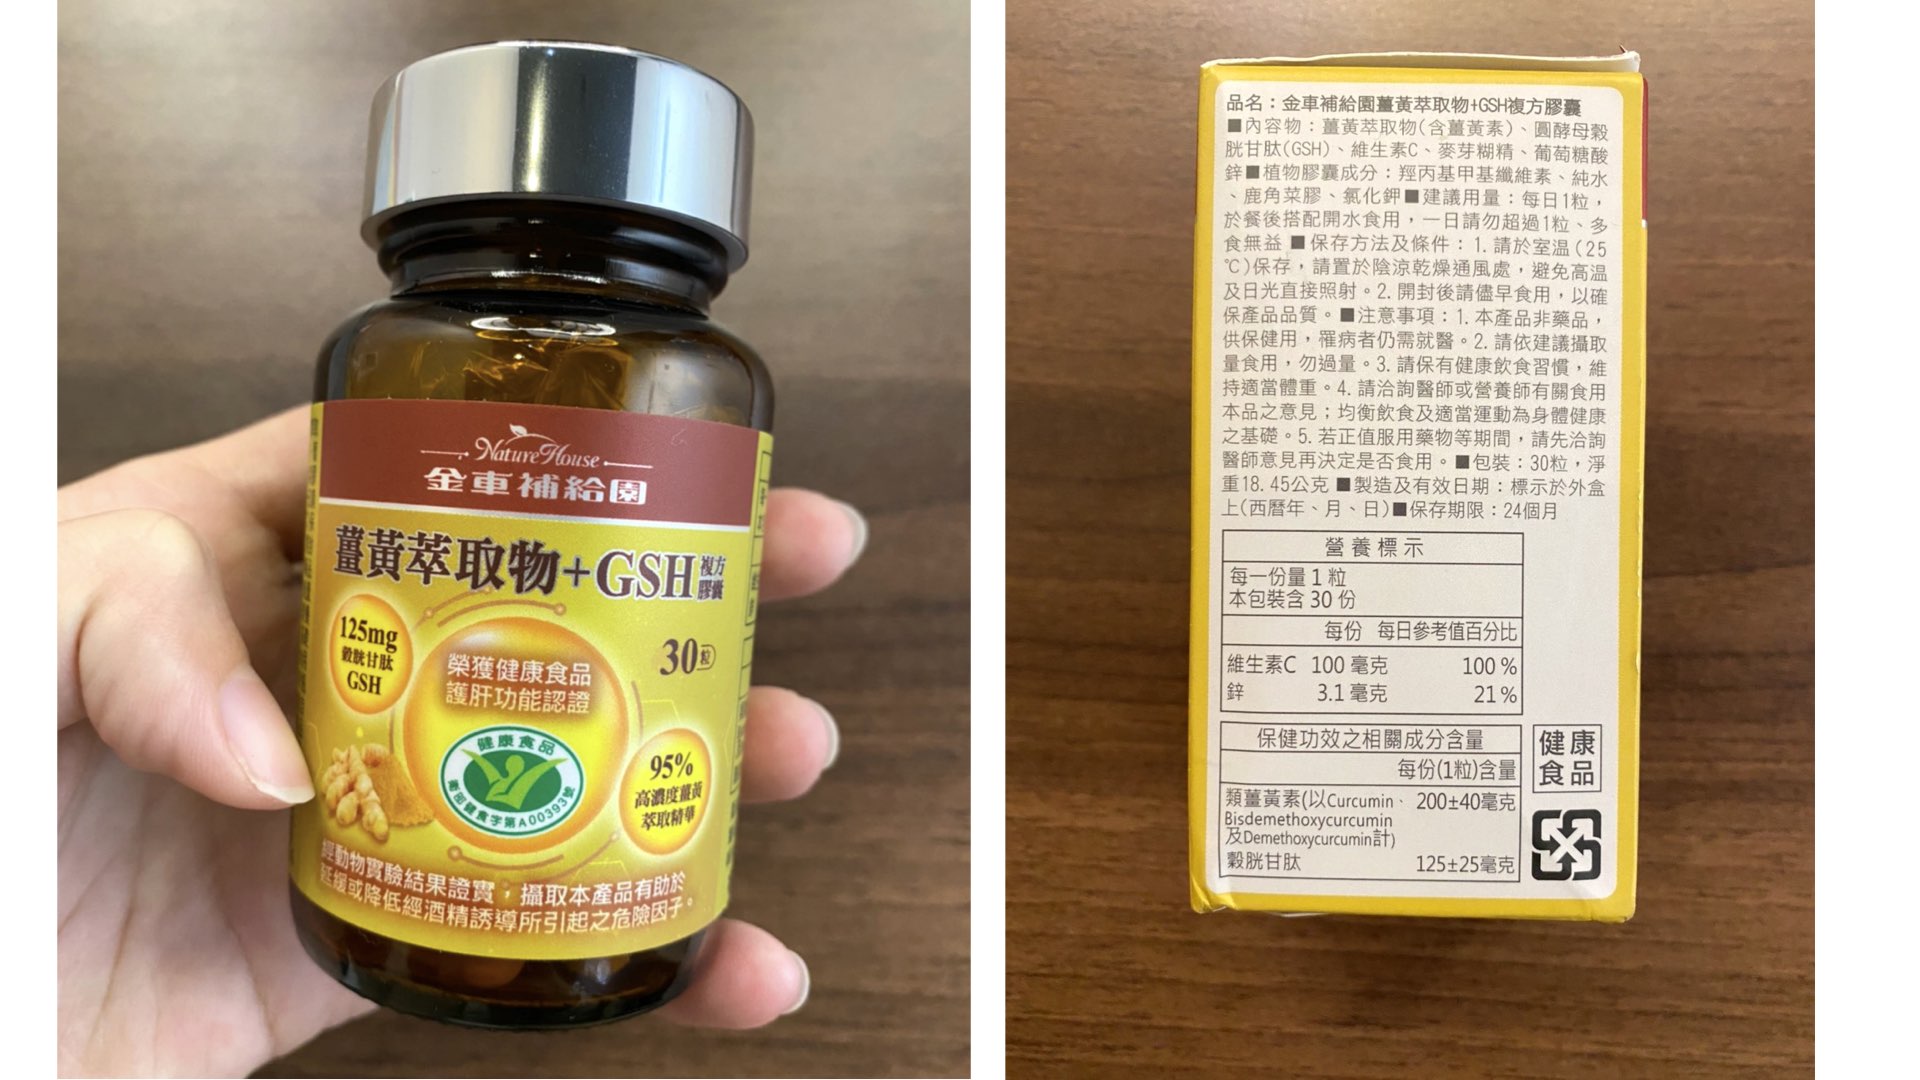 Nature House
金車補給園
薑黃萃取物+GSH複方膠囊
125mg
穀胱甘肽
GSH
30粒
榮獲健康食品
護肝功能認證
健康食品
衛部健食字第A00393號
95%
高濃度薑黃
萃取精華
經動物實驗結果證實，攝取本產品有助於
延緩或降低經酒精誘導所引起之危險因子。
品名：金車補給園薑黃萃取物+GSH複方膠囊
■內容物：薑黃萃取物(含薑黃素)、圓酵母穀
胱甘肽(GSH)、維生素C、麥芽糊精、葡萄糖酸
鋅■植物膠囊成分：羥丙基甲基纖維素、純水
、鹿角菜膠、氯化鉀■建議用量：每日1粒，
於餐後搭配開水食用，一日請勿超過1粒、多
食無益■保存方法及條件：1. 請於室溫(25
℃)保存，請置於陰涼乾燥通風處，避免高溫
及日光直接照射。2. 開封後請儘早食用，以確
保產品品質。■注意事項：1. 本產品非藥品，
供保健用，罹病者仍需就醫。2. 請依建議攝取
量食用，勿過量。3. 請保有健康飲食習慣，維
持適當體重。4. 請洽詢醫師或營養師有關食用
本品之意見；均衡飲食及適當運動為身體健康
之基礎。5. 若正值服用藥物等期間，請先洽詢
醫師意見再決定是否食用。■包裝：30粒，淨
重18.45公克■製造及有效日期：標示於外盒
上(西曆年、月、日)■保存期限：24個月
營養標示
每一份量 1 粒
本包裝含 30 份
每份 每日參考值百分比
維生素C 100 毫克 100 %
鋅 3.1 毫克 21 %
保健功效之相關成分含量
每份(1粒)含量
類薑黃素(以Curcumin、 200±40毫克
Bisdemethoxycurcumin
及Demethoxycurcumin計)
穀胱甘肽 125±25毫克
健康
食品